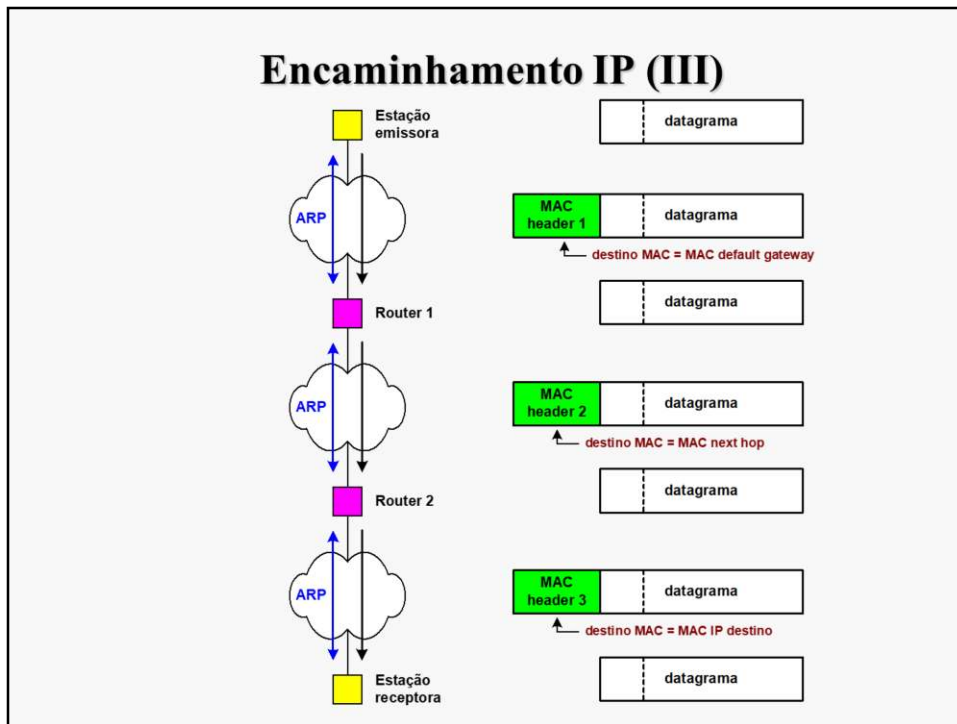 Encaminhamento IP (III)
Estação
emissora
datagrama
ARP
MAC
header 1
datagrama
destino MAC = MAC default gateway
Router 1
datagrama
ARP
MAC
header 2
datagrama
destino MAC = MAC next hop
Router 2
datagrama
ARP
MAC
header 3
datagrama
destino MAC = MAC IP destino
Estação
receptora
datagrama